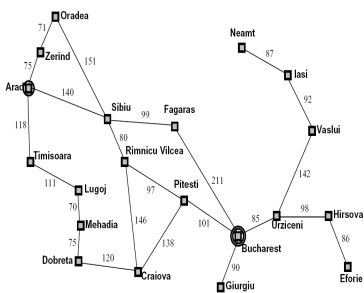 71
Oradea
Neamt
87
Zerind
151
75
Iasi
Arad
140
92
Sibiu
99
Fagaras
118
Vaslui
80
Timisoara
Rimnicu Vilcea
142
111
211
Lugoj
97
Pitesti
70
98
Hirsova
146
85
Mehadia
101
Urziceni
75
138
86
Bucharest
120
Dobreta
90
Craiova
Eforie
Giurgiu